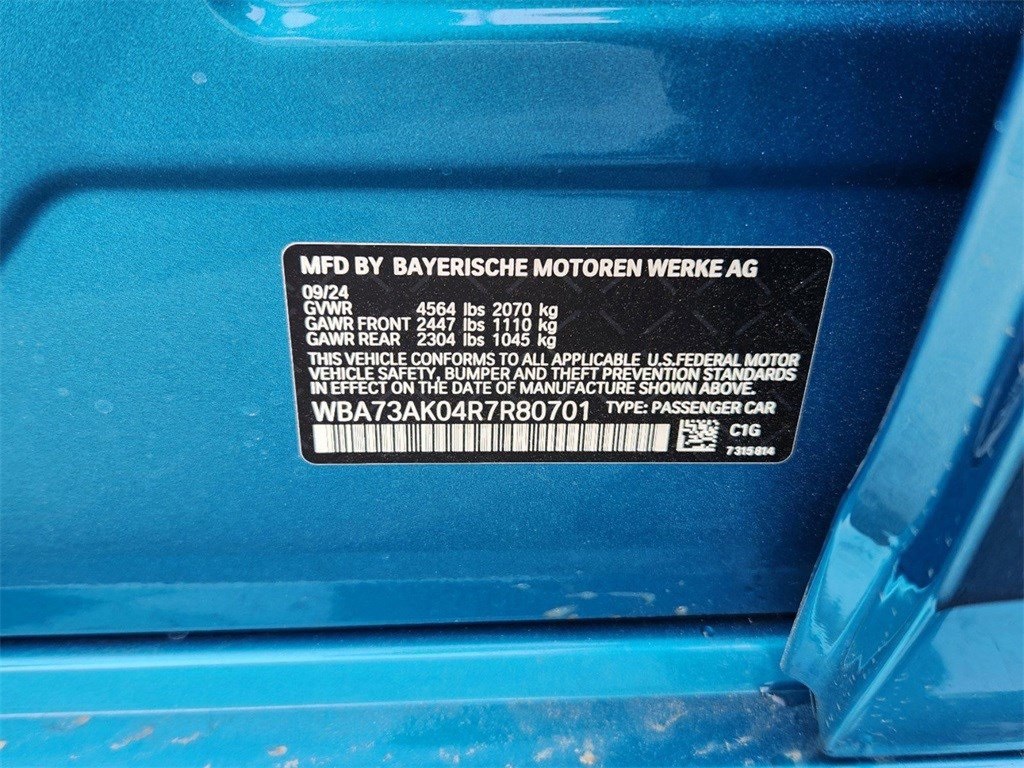 MFD BY BAYERISCHE MOTOREN WERKE AG
09/24
GVWR 4564 lbs 2070 kg
GAWR FRONT 2447 lbs 1110 kg
GAWR REAR 2304 lbs 1045 kg
THIS VEHICLE CONFORMS TO ALL APPLICABLE U.S.FEDERAL MOTOR
VEHICLE SAFETY, BUMPER AND THEFT PREVENTION STANDARDS
IN EFFECT ON THE DATE OF MANUFACTURE SHOWN ABOVE.
WBA73AK04R7R80701 TYPE: PASSENGER CAR
C1G
7315814